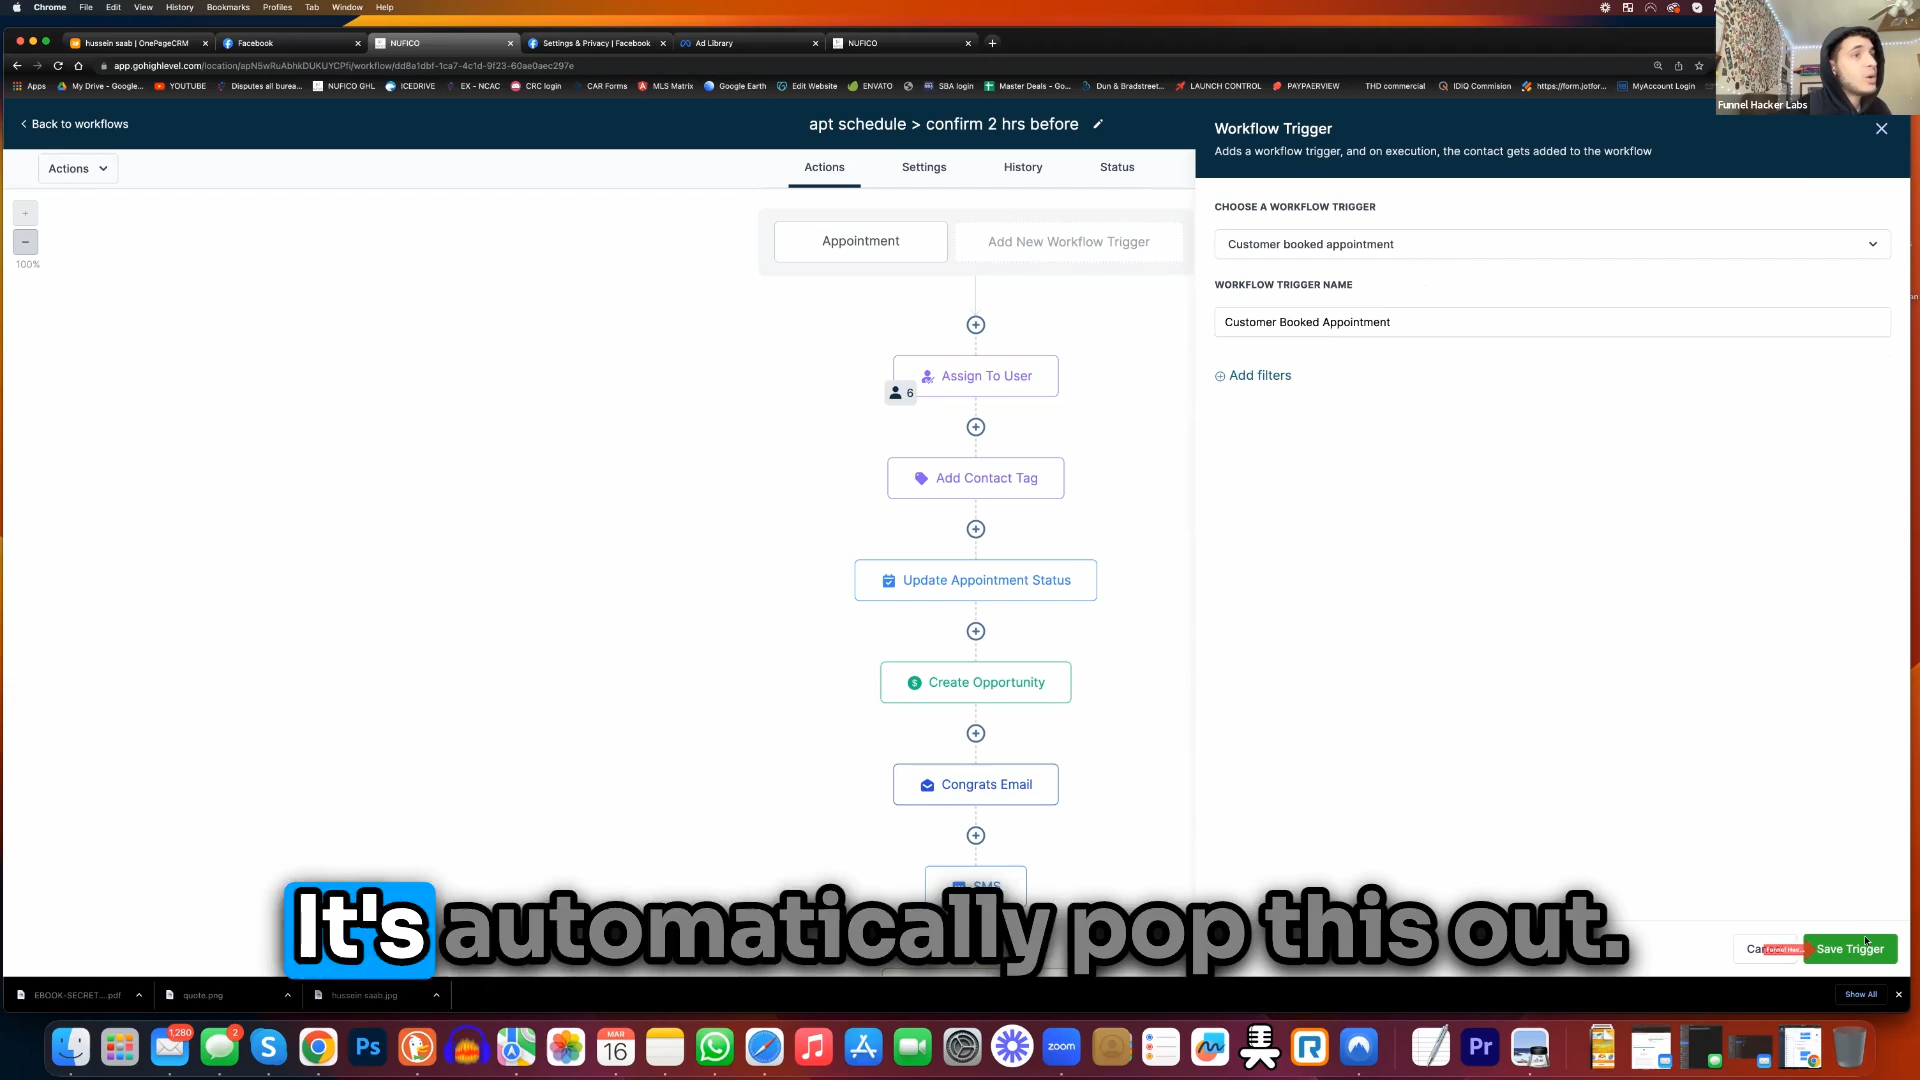 Chrome File Edit View History Bookmarks Profiles Tab Window Help
hussein saab | OnePageCRM Facebook NUFICO Settings & Privacy | Facebook Ad Library NUFICO
app.gohighlevel.com/location/apN5wRuAbhkDUKUYCPfi/workflow/dd8a1dbf-1ca7-4c1d-9f23-60ae0aec297e
Apps My Drive - Google... YOUTUBE Disputes all burea... NUFICO GHL ICEDRIVE EX - NCAC CRC login CAR Forms MLS Matrix Google Earth Edit Website ENVATO SBA login Master Deals - Go... Dun & Bradstreet... LAUNCH CONTROL PAYPAERVIEW THD commercial IDIQ Commision https://form.jotfor... MyAccount Login
Funnel Hacker Labs
Back to workflows
apt schedule > confirm 2 hrs before
Workflow Trigger
Adds a workflow trigger, and on execution, the contact gets added to the workflow
Actions
Actions Settings History Status
100%
Appointment
Add New Workflow Trigger
Assign To User
6
Add Contact Tag
Update Appointment Status
Create Opportunity
Congrats Email
SMS
CHOOSE A WORKFLOW TRIGGER
Customer booked appointment
WORKFLOW TRIGGER NAME
Customer Booked Appointment
Add filters
It's automatically pop this out.
Save Trigger
EBOOK-SECRET....pdf quote.png hussein saab.jpg Show All
1,280 2 Ps MAR 16 zoom Pr